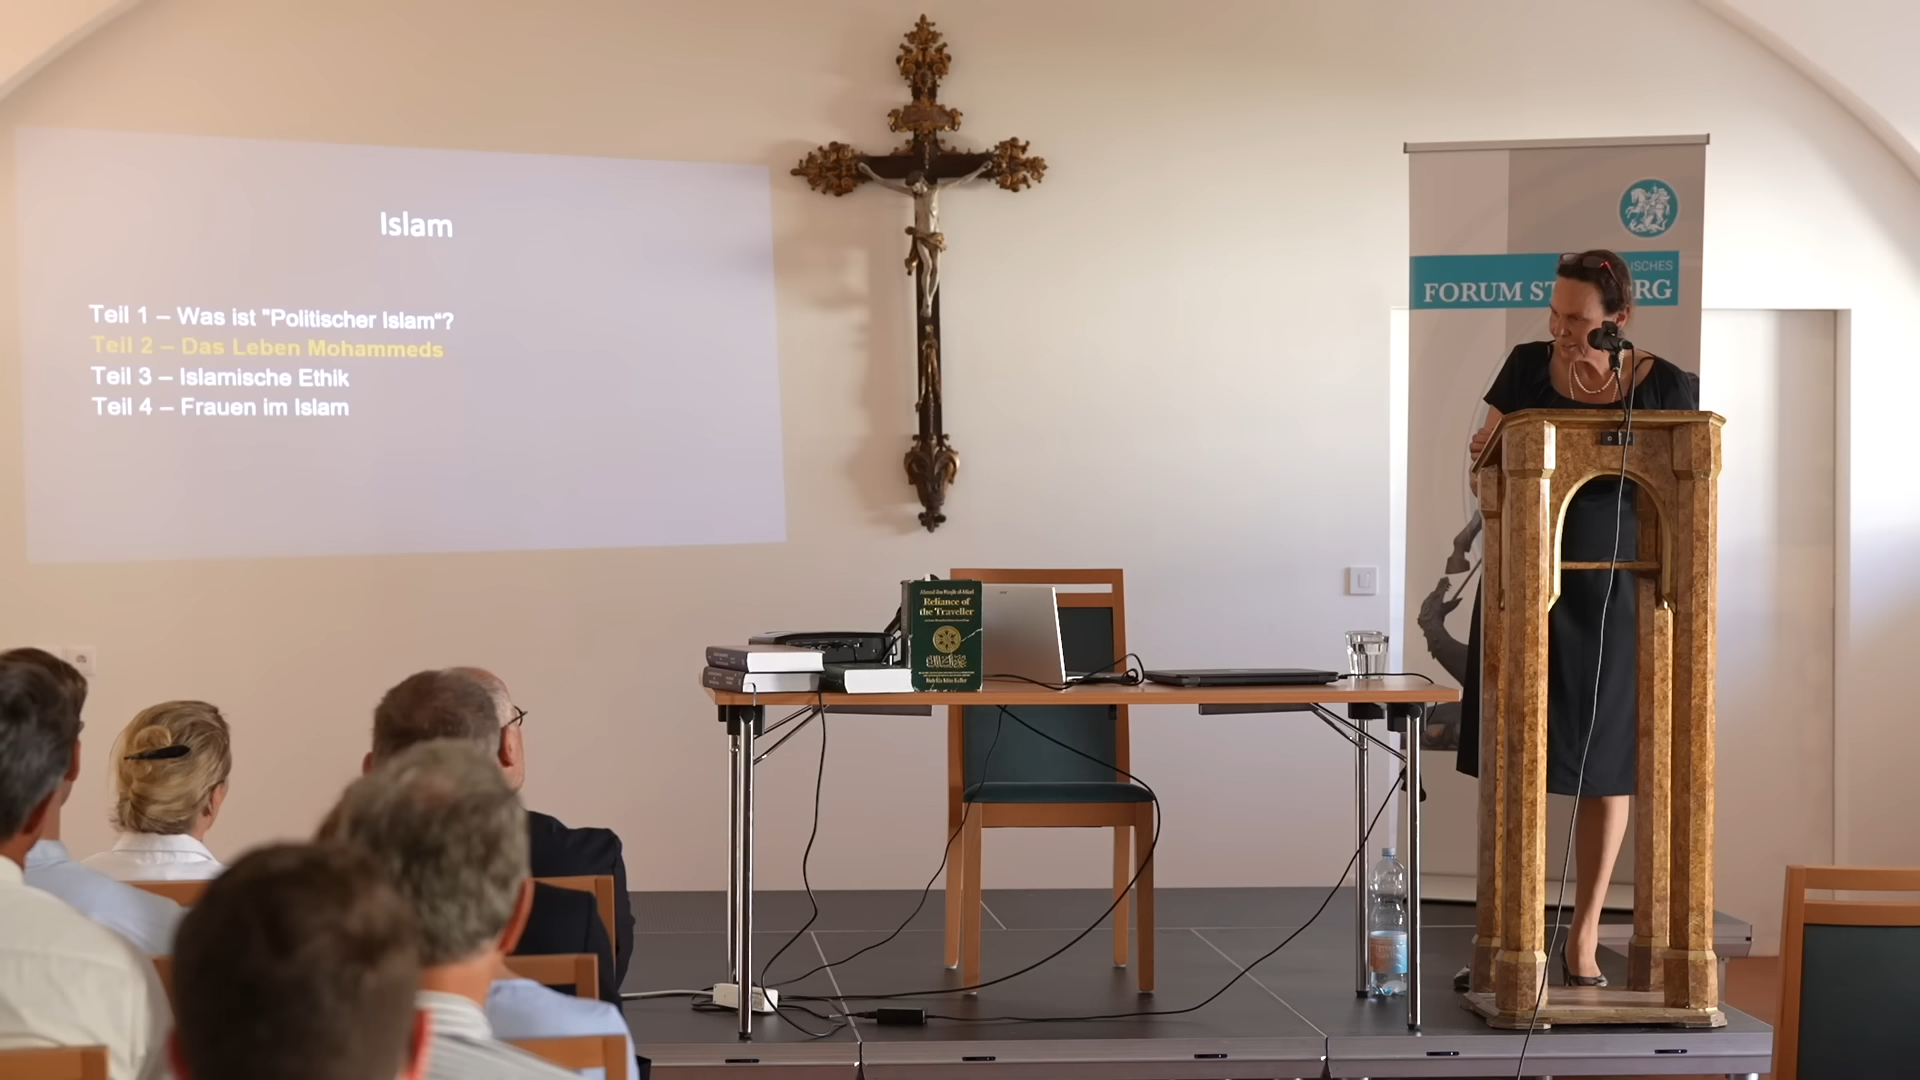 Islam
Teil 1 – Was ist "Politischer Islam“?
Teil 2 – Das Leben Mohammeds
Teil 3 – Islamische Ethik
Teil 4 – Frauen im Islam
ISCHES
FORUM ST RG
Reliance of
the Traveller